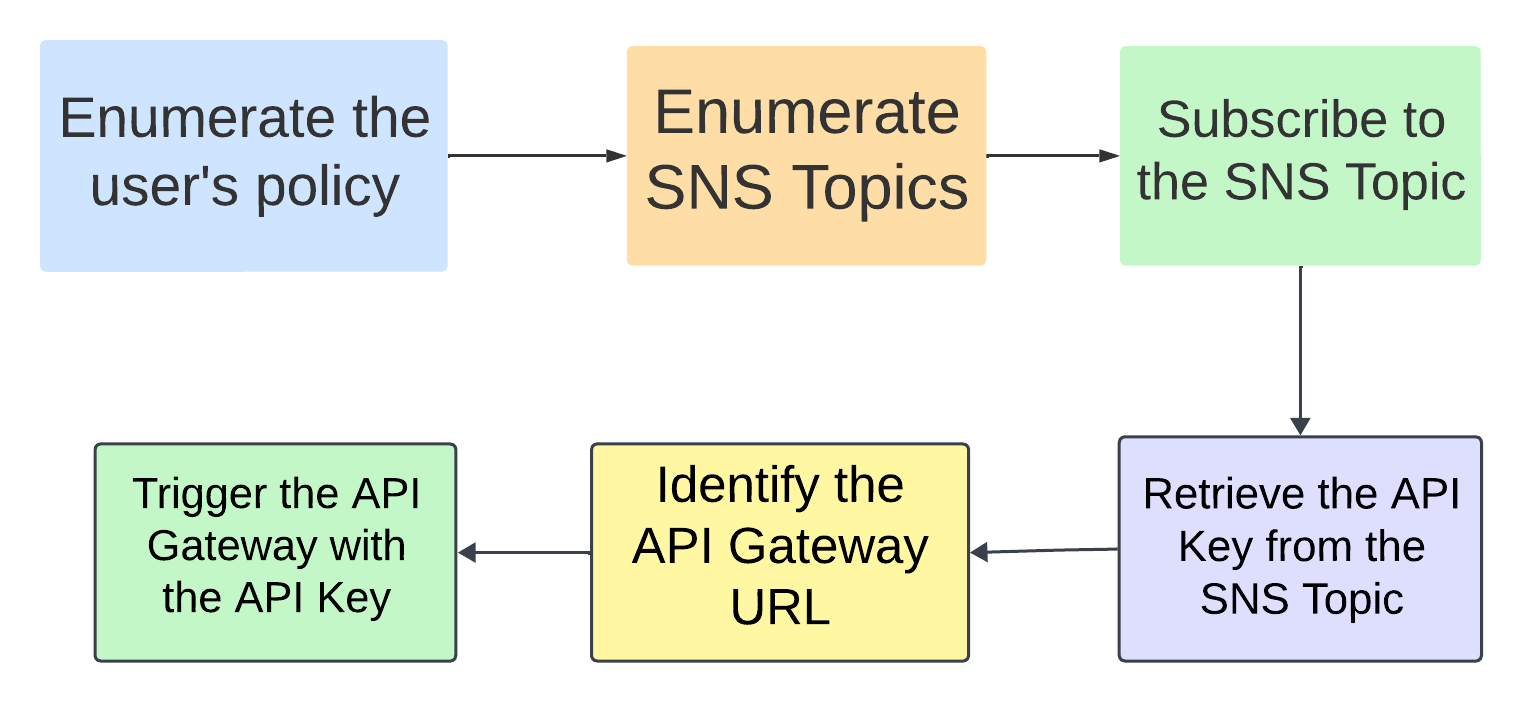 Enumerate the
user's policy
Enumerate
SNS Topics
Subscribe to
the SNS Topic
Retrieve the API
Key from the
SNS Topic
Identify the
API Gateway
URL
Trigger the API
Gateway with
the API Key